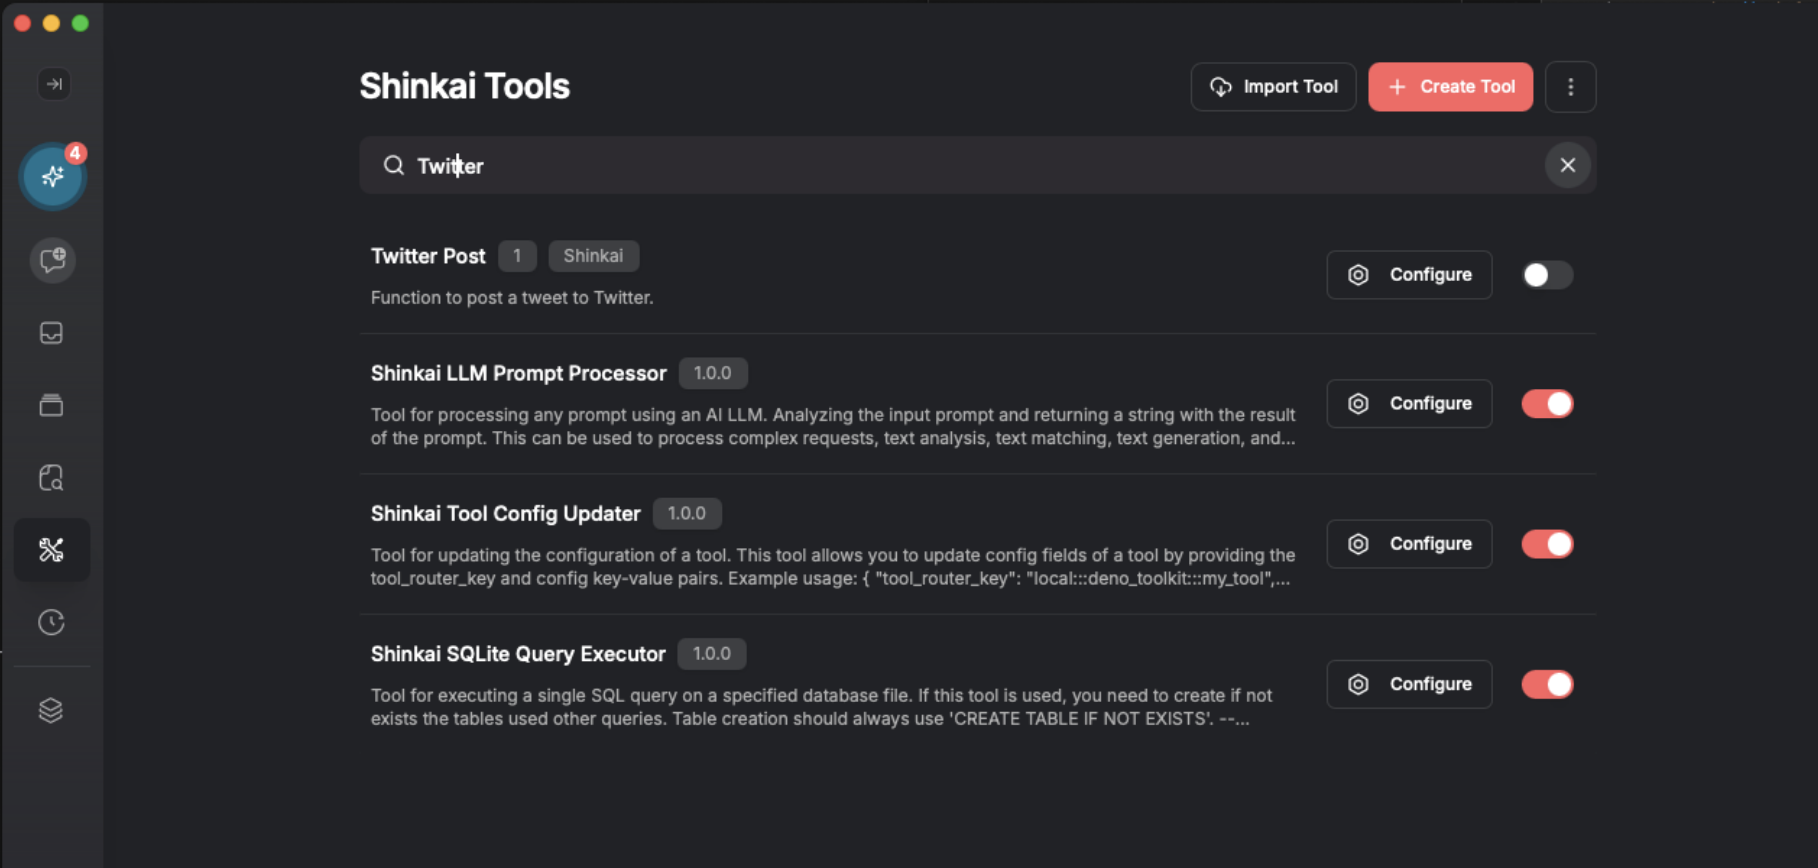 Shinkai Tools
Import Tool
Create Tool
4
Twitter
Twitter Post 1 Shinkai
Function to post a tweet to Twitter.
Configure
Shinkai LLM Prompt Processor 1.0.0
Tool for processing any prompt using an AI LLM. Analyzing the input prompt and returning a string with the result
of the prompt. This can be used to process complex requests, text analysis, text matching, text generation, and...
Configure
Shinkai Tool Config Updater 1.0.0
Tool for updating the configuration of a tool. This tool allows you to update config fields of a tool by providing the
tool_router_key and config key-value pairs. Example usage: { "tool_router_key": "local:::deno_toolkit:::my_tool",...
Configure
Shinkai SQLite Query Executor 1.0.0
Tool for executing a single SQL query on a specified database file. If this tool is used, you need to create if not
exists the tables used other queries. Table creation should always use 'CREATE TABLE IF NOT EXISTS'. --...
Configure